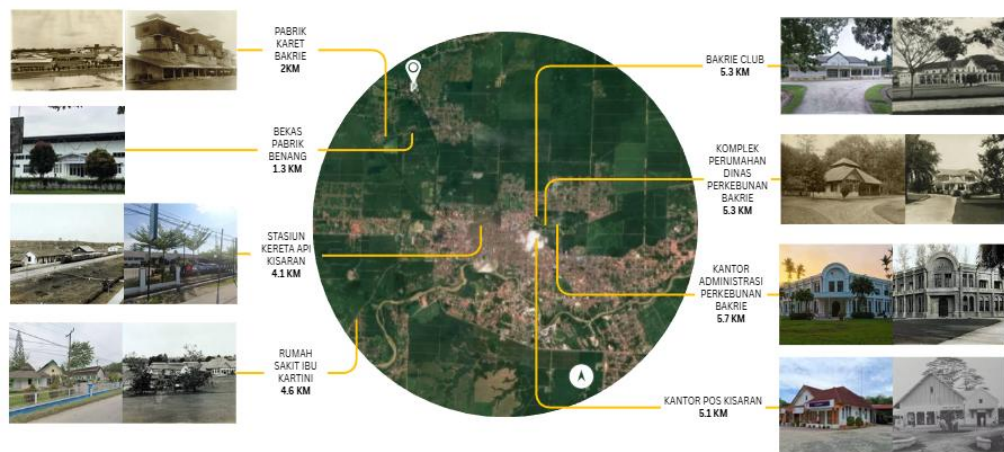 PABRIK
KARET
BAKRIE
2KM
BEKAS
PABRIK
BENANG
1.3 KM
STASIUN
KERETA API
KISARAN
4.1 KM
RUMAH
SAKIT IBU
KARTINI
4.6 KM
BAKRIE CLUB
5.3 KM
KOMPLEK
PERUMAHAN
DINAS
PERKEBUNAN
BAKRIE
5.3 KM
KANTOR
ADMINISTRASI
PERKEBUNAN
BAKRIE
5.7 KM
KANTOR POS KISARAN
5.1 KM